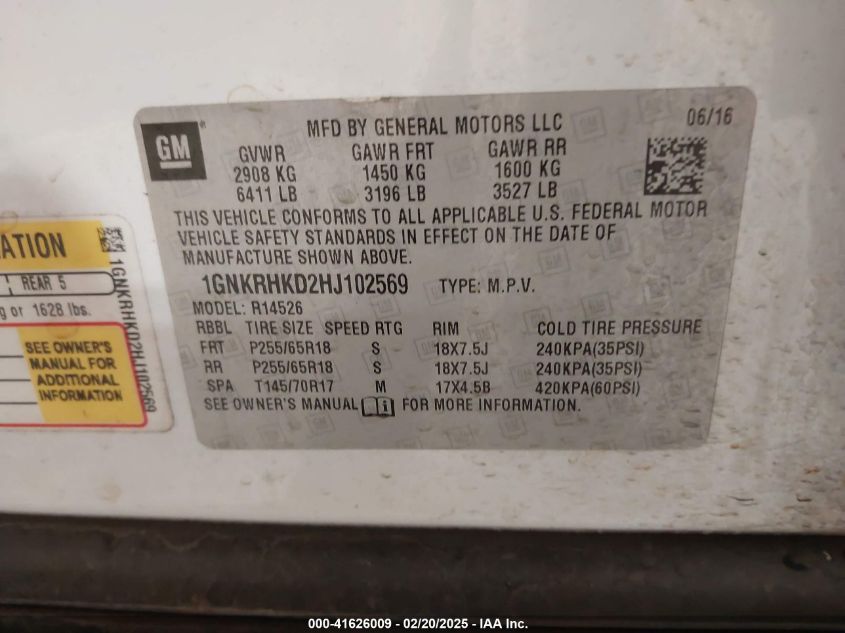 GM
MFD BY GENERAL MOTORS LLC 06/16
GVWR GAWR FRT GAWR RR
2908 KG 1450 KG 1600 KG
6411 LB 3196 LB 3527 LB
THIS VEHICLE CONFORMS TO ALL APPLICABLE U.S. FEDERAL MOTOR
VEHICLE SAFETY STANDARDS IN EFFECT ON THE DATE OF
MANUFACTURE SHOWN ABOVE.
1GNKRHKD2HJ102569 TYPE: M.P.V.
MODEL: R14526
RBBL TIRE SIZE SPEED RTG RIM COLD TIRE PRESSURE
FRT P255/65R18 S 18X7.5J 240KPA(35PSI)
RR P255/65R18 S 18X7.5J 240KPA(35PSI)
SPA T145/70R17 M 17X4.5B 420KPA(60PSI)
SEE OWNER'S MANUAL FOR MORE INFORMATION.
REAR 5
or 1628 lbs.
SEE OWNER'S
MANUAL FOR
ADDITIONAL
INFORMATION
1GNKRHKD2HJ102569
000-41626009 - 02/20/2025 - IAA Inc.